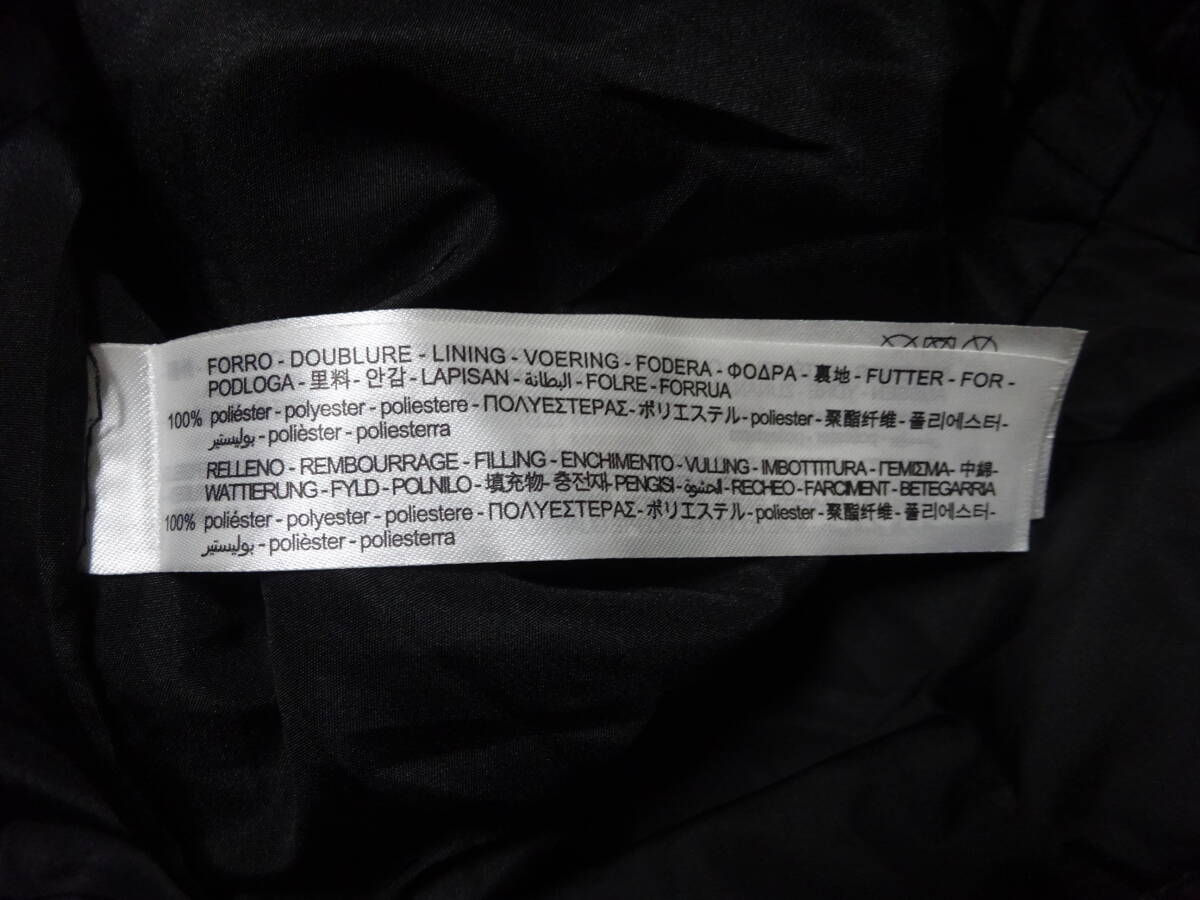 FORRO - DOUBLURE - LINING - VOERING - FODERA - ΦΟΔΡΑ - 裏地 - FUTTER - FOR -
PODLOGA - 里料 - 안감 - LAPISAN - البطانة - FOLRE - FORRUA
100% poliéster - polyester - poliestere - ΠΟΛΥΕΣΤΕΡΑΣ - ポリエステル - poliester - 聚酯纤维 - 폴리에스터 -
بوليستير - polièster - poliesterra
RELLENO - REMBOURRAGE - FILLING - ENCHIMENTO - VULLING - IMBOTTITURA - ΓΕΜΙΣΜΑ - 中綿 -
WATTIERUNG - FYLD - POLNILO - 填充物 - 충전재 - PENGISI - الحشوة - RECHEO - FARCIMENT - BETEGARRIA
100% poliéster - polyester - poliestere - ΠΟΛΥΕΣΤΕΡΑΣ - ポリエステル - poliester - 聚酯纤维 - 폴리에스터 -
بوليستير - polièster - poliesterra